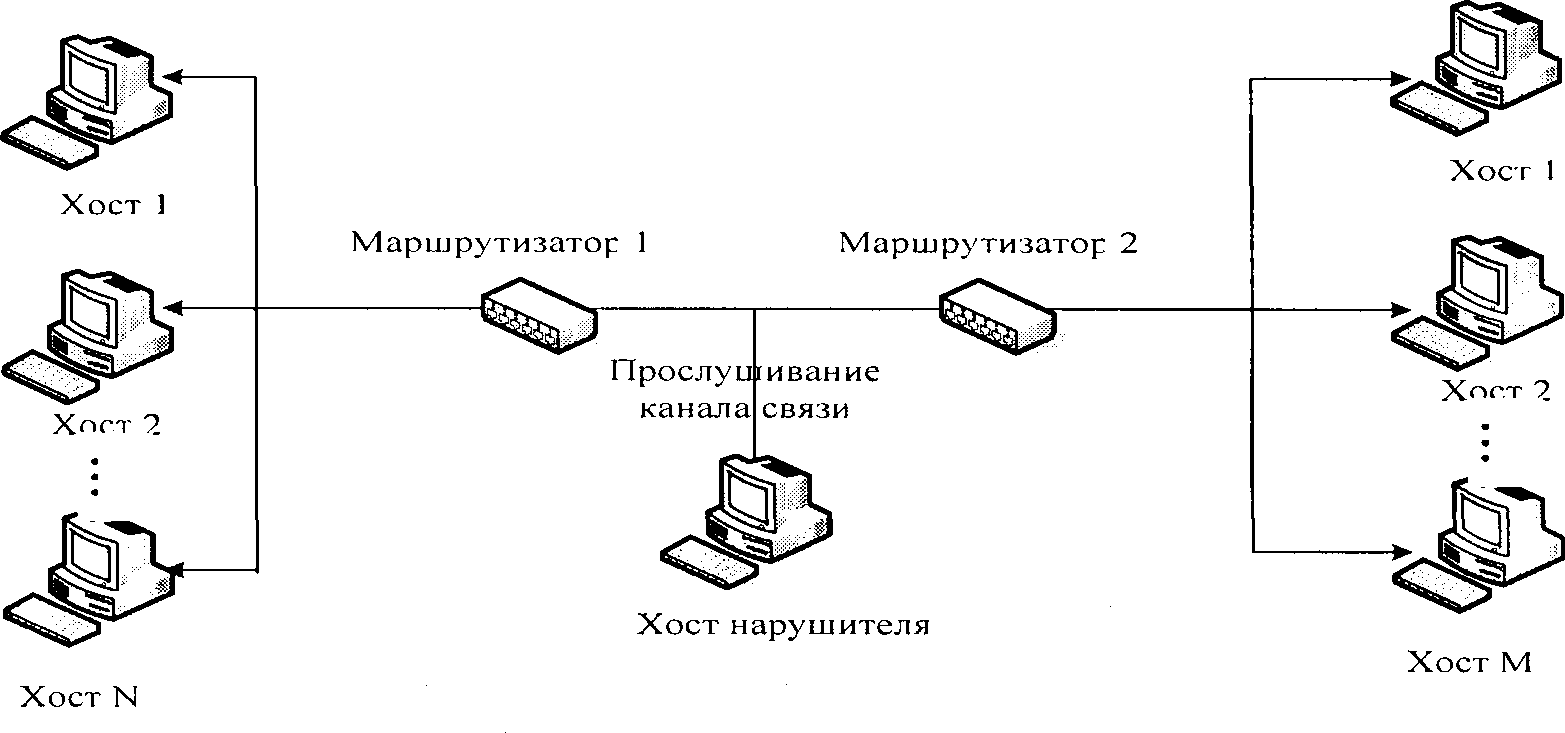 Хост 1
Хост 1
Маршрутизатор 1
Маршрутизатор 2
Прослушивание
канала связи
Хост 2
Хост 2
Хост нарушителя
Хост N
Хост M